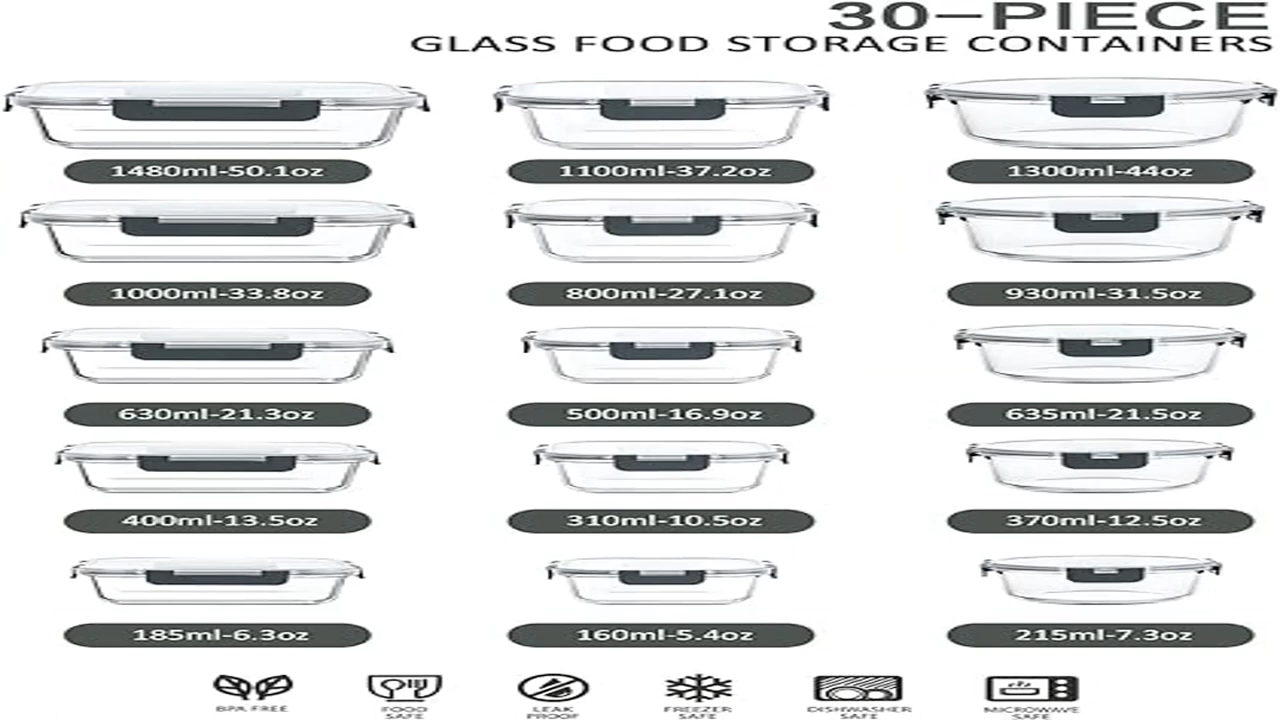 30-PIECE
GLASS FOOD STORAGE CONTAINERS
1480ml-50.1oz
1100ml-37.2oz
1300ml-44oz
1000ml-33.8oz
800ml-27.1oz
930ml-31.5oz
630ml-21.3oz
500ml-16.9oz
635ml-21.5oz
400ml-13.5oz
310ml-10.5oz
370ml-12.5oz
185ml-6.3oz
160ml-5.4oz
215ml-7.3oz
BPA FREE
FOOD
SAFE
LEAK
PROOF
FREEZER
SAFE
DISHWASHER
SAFE
MICROWAVE
SAFE